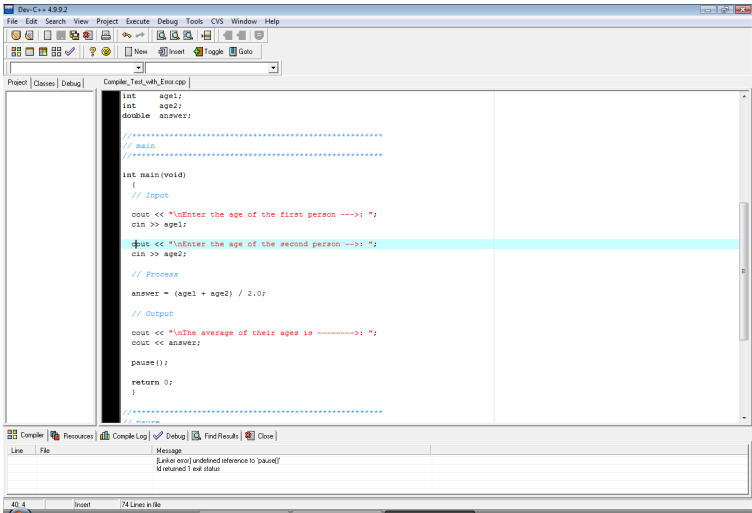 Dev-C++ 4.9.9.2
File Edit Search View Project Execute Debug Tools CVS Window Help
New Insert Toggle Goto
Project Classes Debug Compiler_Test_with_Error.cpp
int age1;
int age2;
double answer;
//******************************************************
// main
//******************************************************
int main(void)
{
// Input
cout << "\nEnter the age of the first person --->: ";
cin >> age1;
cout << "\nEnter the age of the second person -->: ";
cin >> age2;
// Process
answer = (age1 + age2) / 2.0;
// Output
cout << "\nThe average of their ages is -------->: ";
cout << answer;
pause();
return 0;
}
//******************************************************
// pause
Compiler Resources Compile Log Debug Find Results Close
Line File Message
[Linker error] undefined reference to `pause()'
ld returned 1 exit status
40: 4 Insert 74 Lines in file